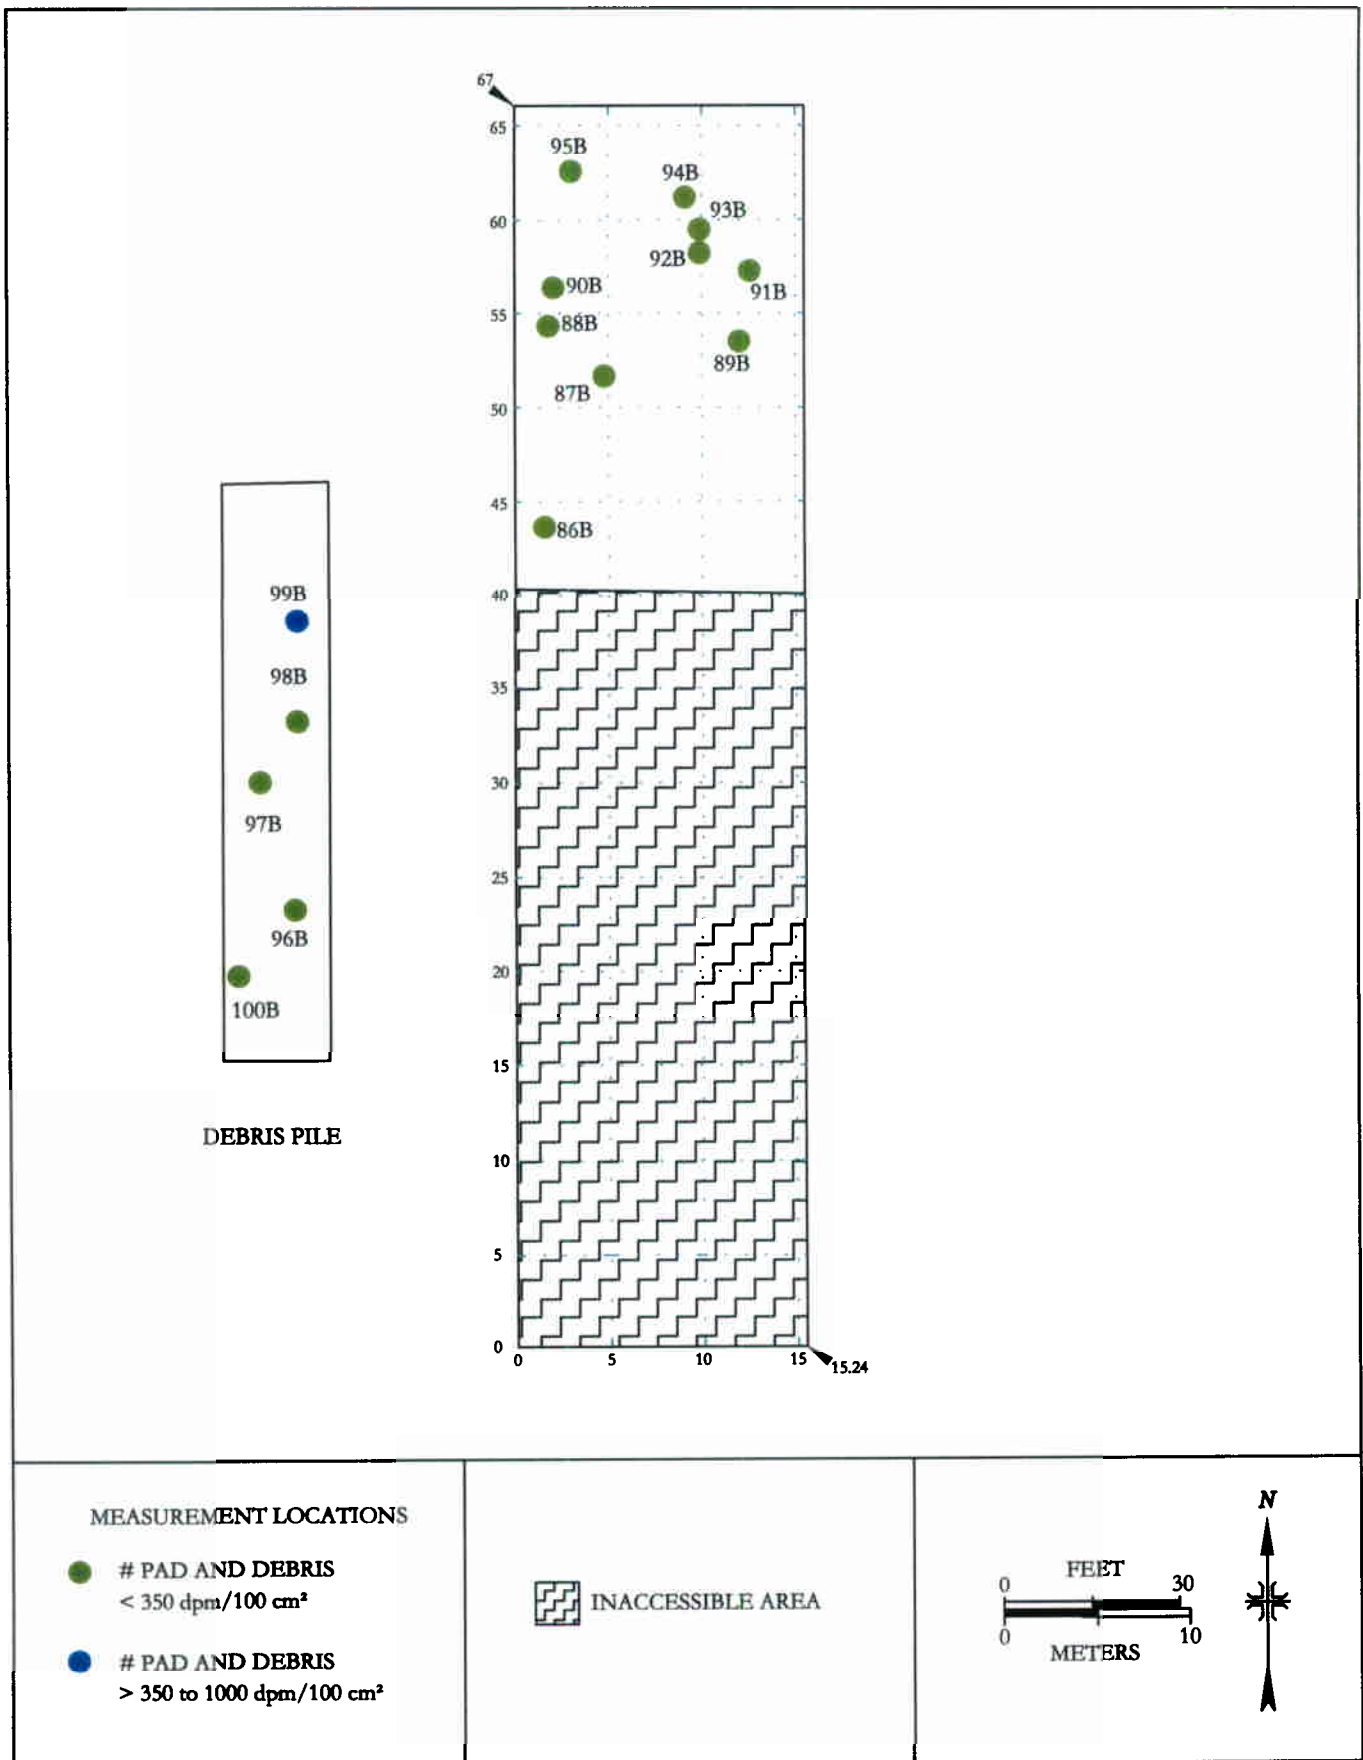 67
65
95B
94B
93B
60
92B
90B
91B
55
88B
89B
87B
50
45
86B
40
99B
98B
35
30
97B
25
96B
20
100B
15
DEBRIS PILE
10
5
0
0 5 10 15
15.24
MEASUREMENT LOCATIONS
# PAD AND DEBRIS
< 350 dpm/100 cm²
# PAD AND DEBRIS
> 350 to 1000 dpm/100 cm²
INACCESSIBLE AREA
FEET
0 30
0 10
METERS
N